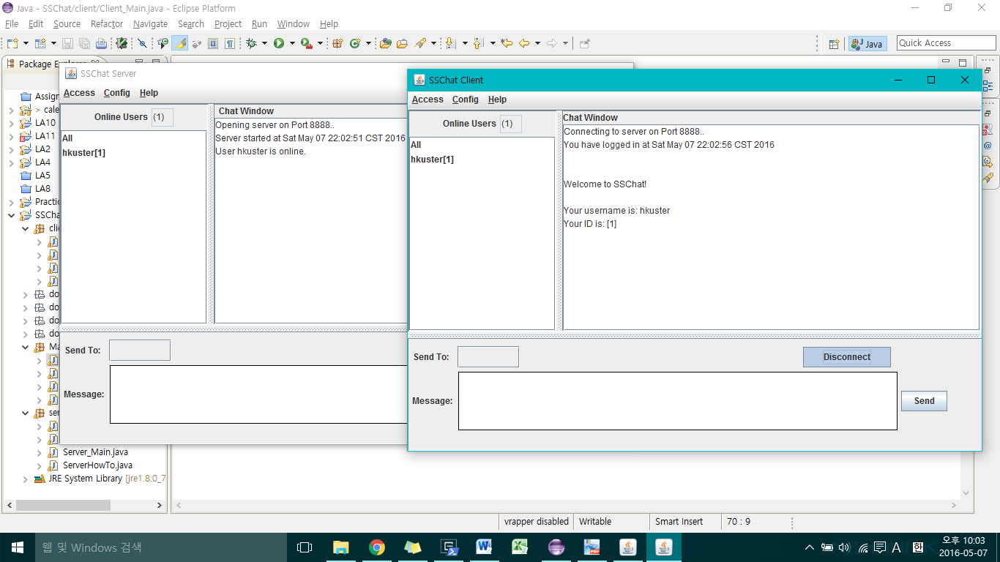 Java - SSChat/client/Client_Main.java - Eclipse Platform
File Edit Source Refactor Navigate Search Project Run Window Help
Quick Access
Java
Package Explorer
Assign
> cale
LA10
LA11
LA2
LA4
LA5
LA8
Practic
SSCha
clie
do
do
do
do
Ma
ser
Server_Main.java
ServerHowTo.java
JRE System Library [jre1.8.0_7
SSChat Server
Access Config Help
Online Users (1)
All
hkuster[1]
Chat Window
Opening server on Port 8888..
Server started at Sat May 07 22:02:51 CST 2016
User hkuster is online.
Send To:
Message:
SSChat Client
Access Config Help
Online Users (1)
All
hkuster[1]
Chat Window
Connecting to server on Port 8888..
You have logged in at Sat May 07 22:02:56 CST 2016
Welcome to SSChat!
Your username is: hkuster
Your ID is: [1]
Send To:
Disconnect
Message:
Send
vrapper disabled Writable Smart Insert 70 : 9
웹 및 Windows 검색
A 한
오후 10:03
2016-05-07